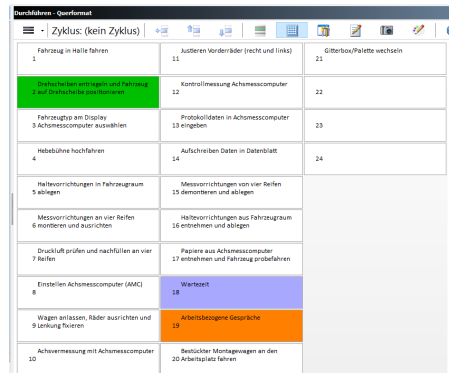 Durchführen - Querformat
Zyklus: (kein Zyklus)
Fahrzeug in Halle fahren
1
Drehscheiben entriegeln und Fahrzeug
2 auf Drehscheibe positionieren
Fahrzeugtyp am Display
3 Achsmesscomputer auswählen
Hebebühne hochfahren
4
Haltevorrichtungen in Fahrzeugraum
5 ablegen
Messvorrichtungen an vier Reifen
6 montieren und ausrichten
Druckluft prüfen und nachfüllen an vier
7 Reifen
Einstellen Achsmesscomputer (AMC)
8
Wagen anlassen, Räder ausrichten und
9 Lenkung fixieren
Achsvermessung mit Achsmesscomputer
10
Justieren Vorderräder (recht und links)
11
Kontrollmessung Achsmesscomputer
12
Protokolldaten in Achsmesscomputer
13 eingeben
Aufschreiben Daten in Datenblatt
14
Messvorrichtungen von vier Reifen
15 demontieren und ablegen
Haltevorrichtungen aus Fahrzeugraum
16 entnehmen und ablegen
Papiere aus Achsmesscomputer
17 entnehmen und Fahrzeug probefahren
Wartezeit
18
Arbeitsbezogene Gespräche
19
Bestückter Montagewagen an den
20 Arbeitsplatz fahren
Gitterbox/Palette wechseln
21
22
23
24